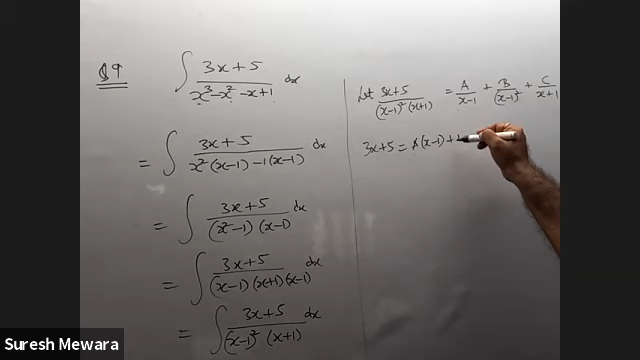 Q9 ∫ 3x+5 / x³-x²-x+1 dx
= ∫ 3x+5 / x²(x-1)-1(x-1) dx
= ∫ 3x+5 / (x²-1)(x-1) dx
= ∫ 3x+5 / (x-1)(x+1)(x-1) dx
= ∫ 3x+5 / (x-1)²(x+1) dx
Let 3x+5 / (x-1)²(x+1) = A / x-1 + B / (x-1)² + C / x+1
3x+5 = A(x-1)+
Suresh Mewara